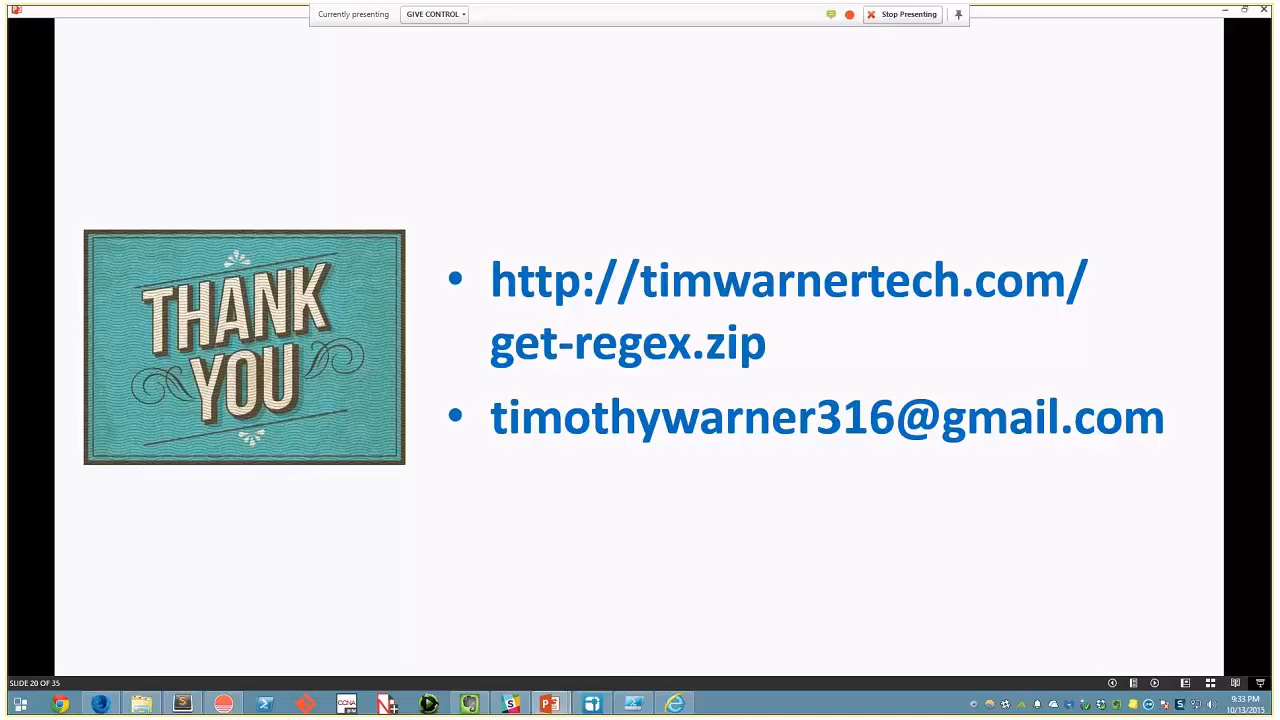 Currently presenting
GIVE CONTROL
Stop Presenting
THANK
YOU
• http://timwarnertech.com/
get-regex.zip
• timothywarner316@gmail.com
SLIDE 20 OF 35
CCNA
9:33 PM
10/13/2015